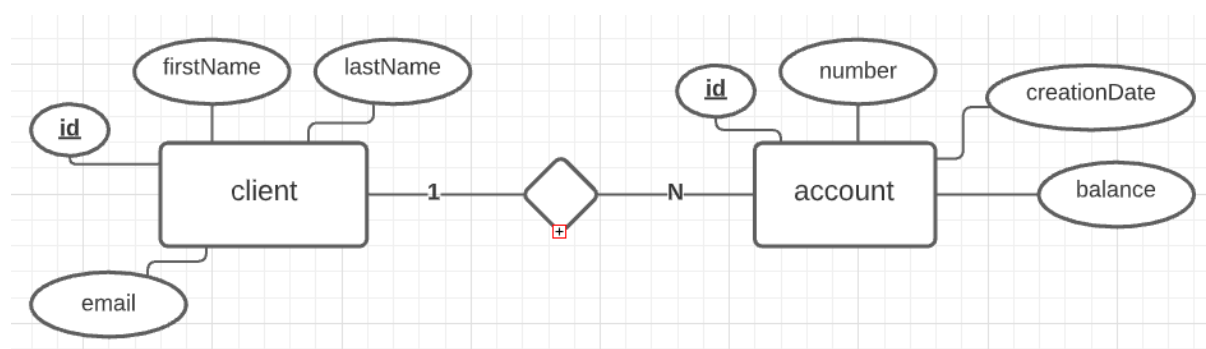 firstName
lastName
id
client
email
1
N
id
number
creationDate
account
balance